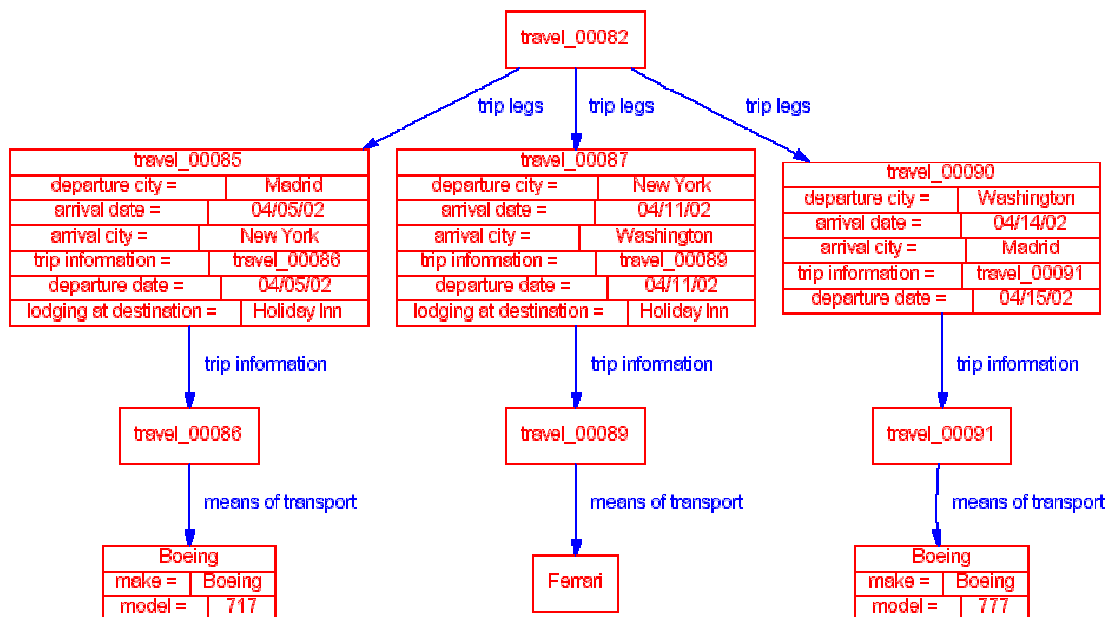 travel_00082
trip legs trip legs trip legs
travel_00085
departure city = Madrid
arrival date = 04/05/02
arrival city = New York
trip information = travel_00086
departure date = 04/05/02
lodging at destination = Holiday Inn
travel_00087
departure city = New York
arrival date = 04/11/02
arrival city = Washington
trip information = travel_00089
departure date = 04/11/02
lodging at destination = Holiday Inn
travel_00090
departure city = Washington
arrival date = 04/14/02
arrival city = Madrid
trip information = travel_00091
departure date = 04/15/02
trip information trip information trip information
travel_00086 travel_00089 travel_00091
means of transport means of transport means of transport
Boeing
make = Boeing
model = 717
Ferrari
Boeing
make = Boeing
model = 777